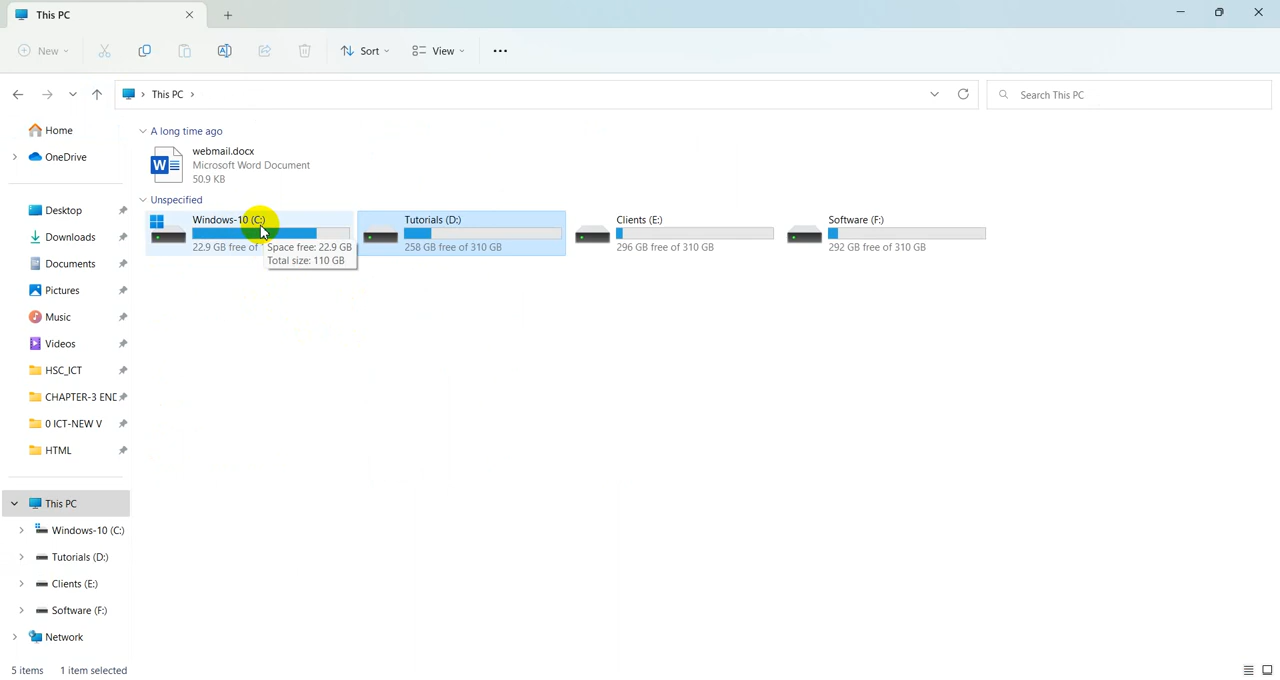 This PC
New
Sort
View
This PC
Search This PC
Home
OneDrive
Desktop
Downloads
Documents
Pictures
Music
Videos
HSC_ICT
CHAPTER-3 END
0 ICT-NEW V
HTML
This PC
Windows-10 (C:)
Tutorials (D:)
Clients (E:)
Software (F:)
Network
A long time ago
webmail.docx
Microsoft Word Document
50.9 KB
Unspecified
Windows-10 (C:)
22.9 GB free of
Space free: 22.9 GB
Total size: 110 GB
Tutorials (D:)
258 GB free of 310 GB
Clients (E:)
296 GB free of 310 GB
Software (F:)
292 GB free of 310 GB
5 items 1 item selected